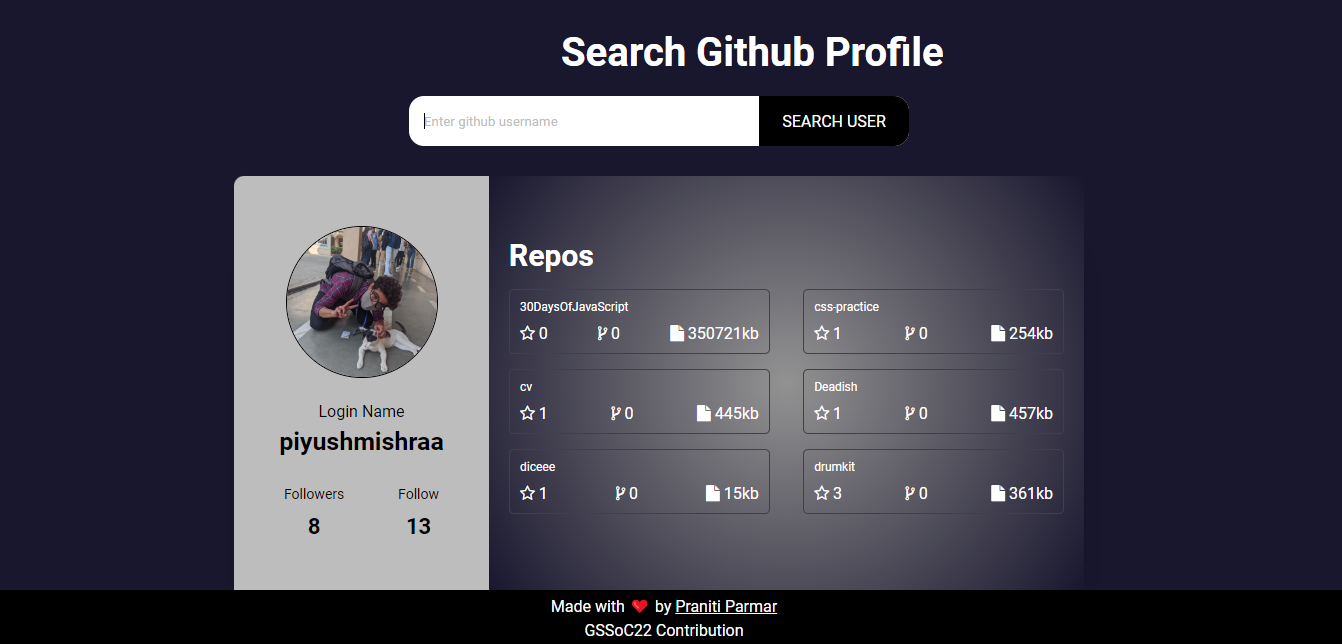 Search Github Profile
Enter github username
SEARCH USER
Login Name
piyushmishraa
Followers Follow
8 13
Repos
30DaysOfJavaScript
0 0 350721kb
css-practice
1 0 254kb
cv
1 0 445kb
Deadish
1 0 457kb
diceee
1 0 15kb
drumkit
3 0 361kb
Made with ❤️ by Praniti Parmar
GSSoC22 Contribution